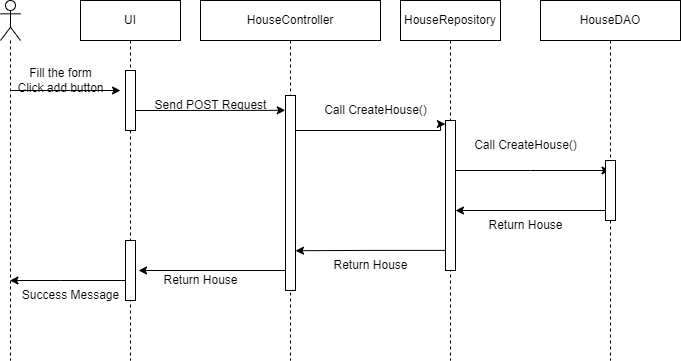 UI
HouseController
HouseRepository
HouseDAO
Fill the form
Click add button
Send POST Request
Call CreateHouse()
Call CreateHouse()
Return House
Return House
Return House
Success Message